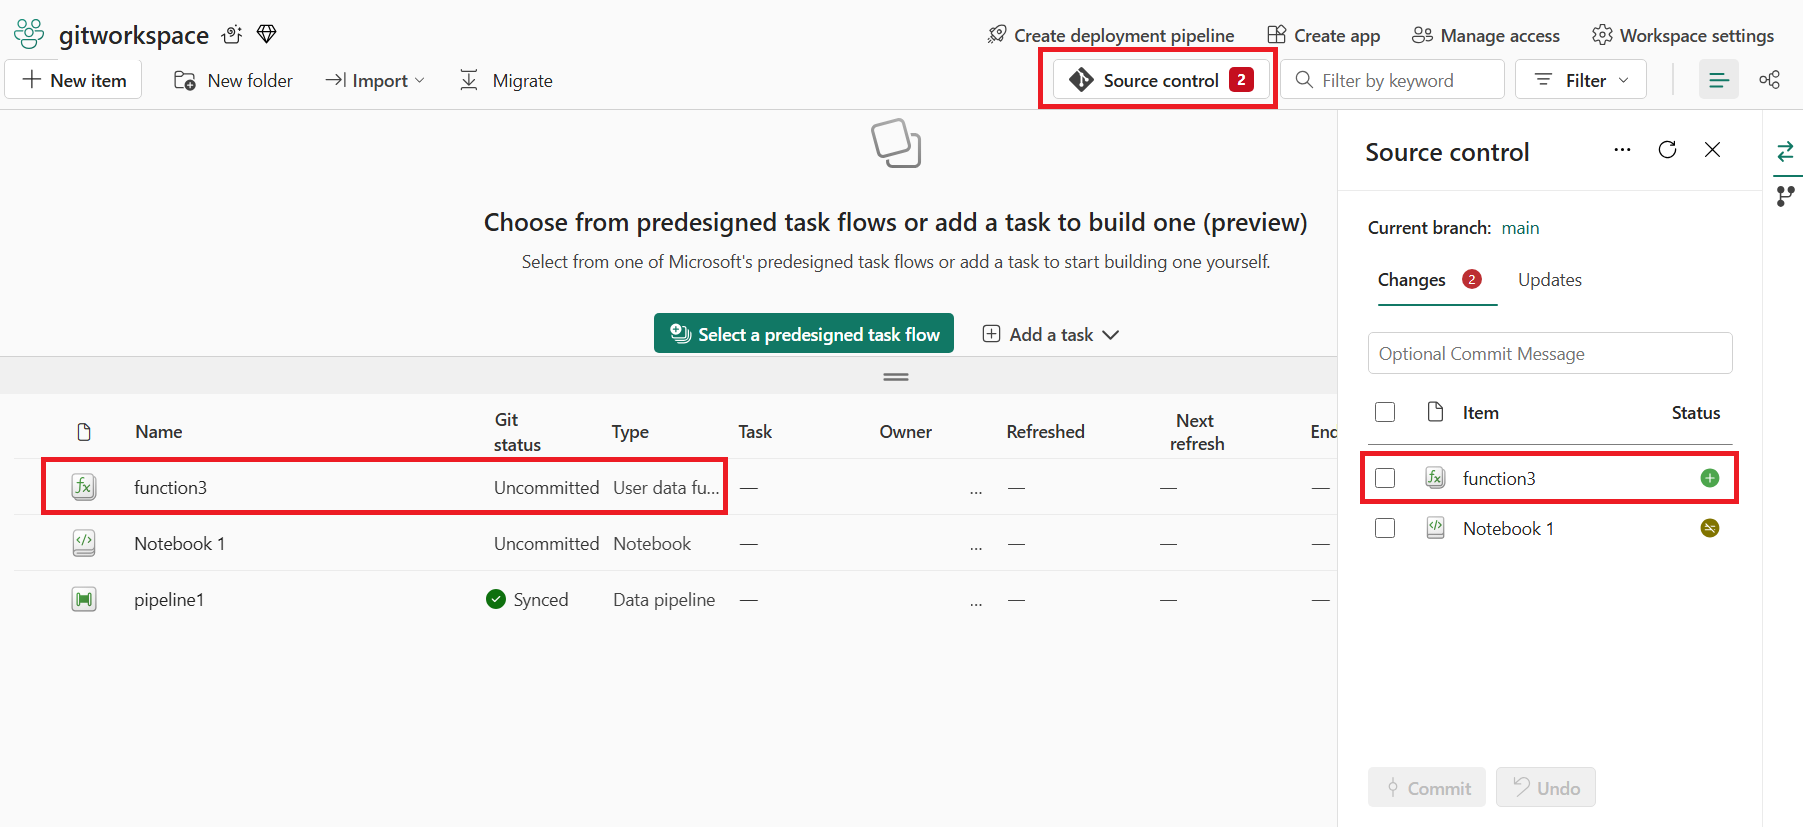 gitworkspace
Create deployment pipeline
Create app
Manage access
Workspace settings
New item
New folder
Import
Migrate
Source control 2
Filter by keyword
Filter
Choose from predesigned task flows or add a task to build one (preview)
Select from one of Microsoft's predesigned task flows or add a task to start building one yourself.
Select a predesigned task flow
Add a task
Name
Git
status
Type
Task
Owner
Refreshed
Next
refresh
End
function3
Uncommitted
User data fu...
—
...
—
—
—
Notebook 1
Uncommitted
Notebook
—
...
—
—
—
pipeline1
Synced
Data pipeline
—
...
—
—
—
Source control
...
Current branch: main
Changes 2
Updates
Optional Commit Message
Item
Status
function3
Notebook 1
Commit
Undo